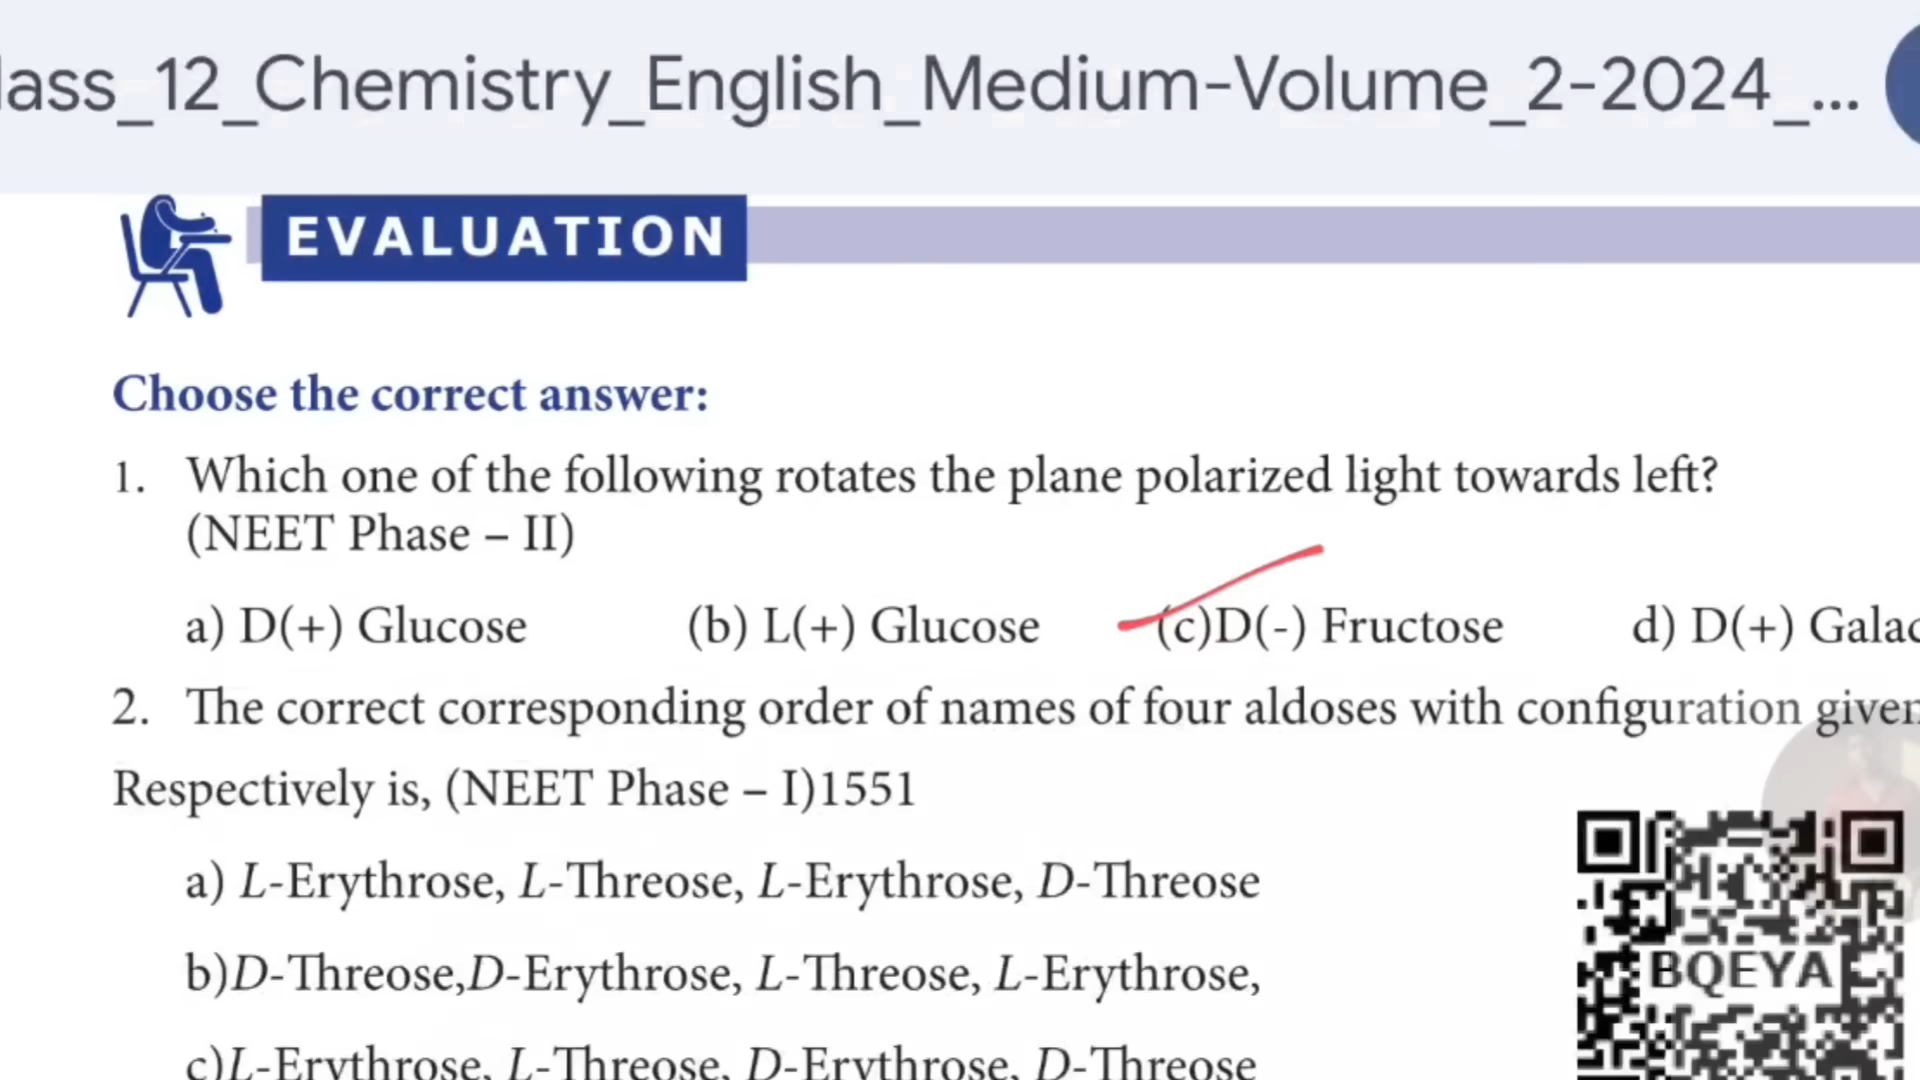 lass_12_Chemistry_English_Medium-Volume_2-2024_...
EVALUATION
Choose the correct answer:
1. Which one of the following rotates the plane polarized light towards left?
(NEET Phase – II)
a) D(+) Glucose (b) L(+) Glucose (c)D(-) Fructose d) D(+) Galac
2. The correct corresponding order of names of four aldoses with configuration given
Respectively is, (NEET Phase – I)1551
a) L-Erythrose, L-Threose, L-Erythrose, D-Threose
b)D-Threose,D-Erythrose, L-Threose, L-Erythrose,
c)L-Erythrose, L-Threose, D-Erythrose, D-Threose
BQEYA